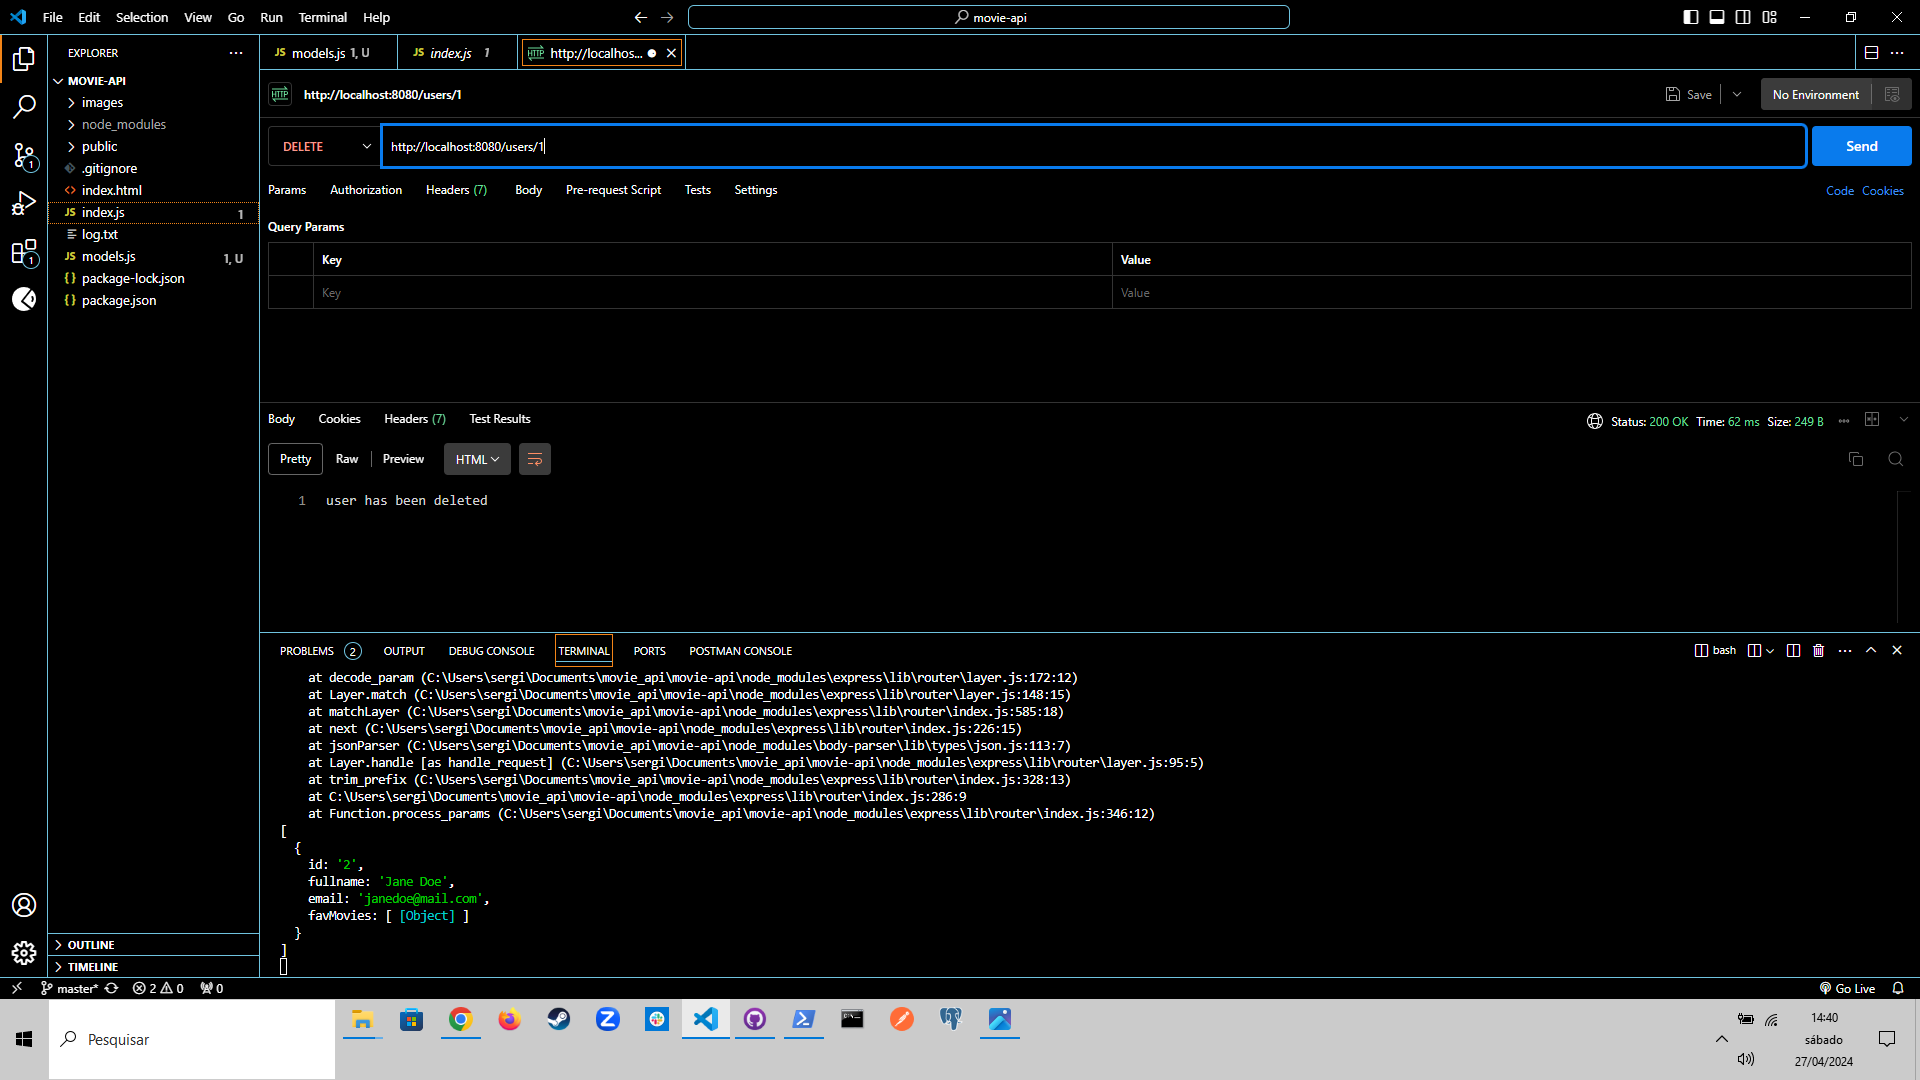 File Edit Selection View Go Run Terminal Help
movie-api
EXPLORER
MOVIE-API
images
node_modules
public
.gitignore
index.html
JS index.js 1
log.txt
JS models.js 1, U
{} package-lock.json
{} package.json
OUTLINE
TIMELINE
JS models.js 1, U
JS index.js 1
HTTP http://localhos...
HTTP http://localhost:8080/users/1
Save
No Environment
DELETE
http://localhost:8080/users/1
Send
Params Authorization Headers (7) Body Pre-request Script Tests Settings
Code Cookies
Query Params
Key Value
Key Value
Body Cookies Headers (7) Test Results
Status: 200 OK Time: 62 ms Size: 249 B
Pretty Raw Preview HTML
1 user has been deleted
PROBLEMS 2 OUTPUT DEBUG CONSOLE TERMINAL PORTS POSTMAN CONSOLE
bash
at decode_param (C:\Users\sergi\Documents\movie_api\movie-api\node_modules\express\lib\router\layer.js:172:12)
at Layer.match (C:\Users\sergi\Documents\movie_api\movie-api\node_modules\express\lib\router\layer.js:148:15)
at matchLayer (C:\Users\sergi\Documents\movie_api\movie-api\node_modules\express\lib\router\index.js:585:18)
at next (C:\Users\sergi\Documents\movie_api\movie-api\node_modules\express\lib\router\index.js:226:15)
at jsonParser (C:\Users\sergi\Documents\movie_api\movie-api\node_modules\body-parser\lib\types\json.js:113:7)
at Layer.handle [as handle_request] (C:\Users\sergi\Documents\movie_api\movie-api\node_modules\express\lib\router\layer.js:95:5)
at trim_prefix (C:\Users\sergi\Documents\movie_api\movie-api\node_modules\express\lib\router\index.js:328:13)
at C:\Users\sergi\Documents\movie_api\movie-api\node_modules\express\lib\router\index.js:286:9
at Function.process_params (C:\Users\sergi\Documents\movie_api\movie-api\node_modules\express\lib\router\index.js:346:12)
[
{
id: '2',
fullname: 'Jane Doe',
email: 'janedoe@mail.com',
favMovies: [ [Object] ]
}
]
master* 2 0 0
Go Live
Pesquisar
14:40
sábado
27/04/2024